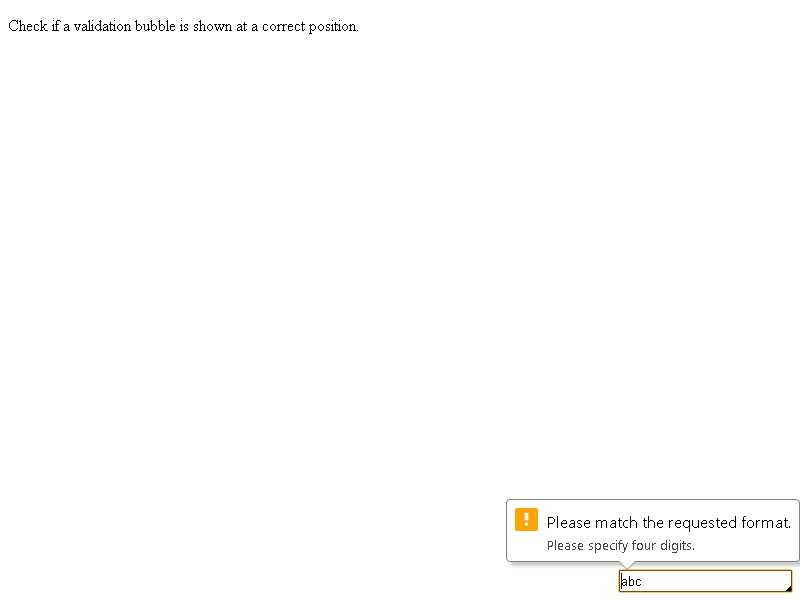 Check if a validation bubble is shown at a correct position.
Please match the requested format.
Please specify four digits.
abc